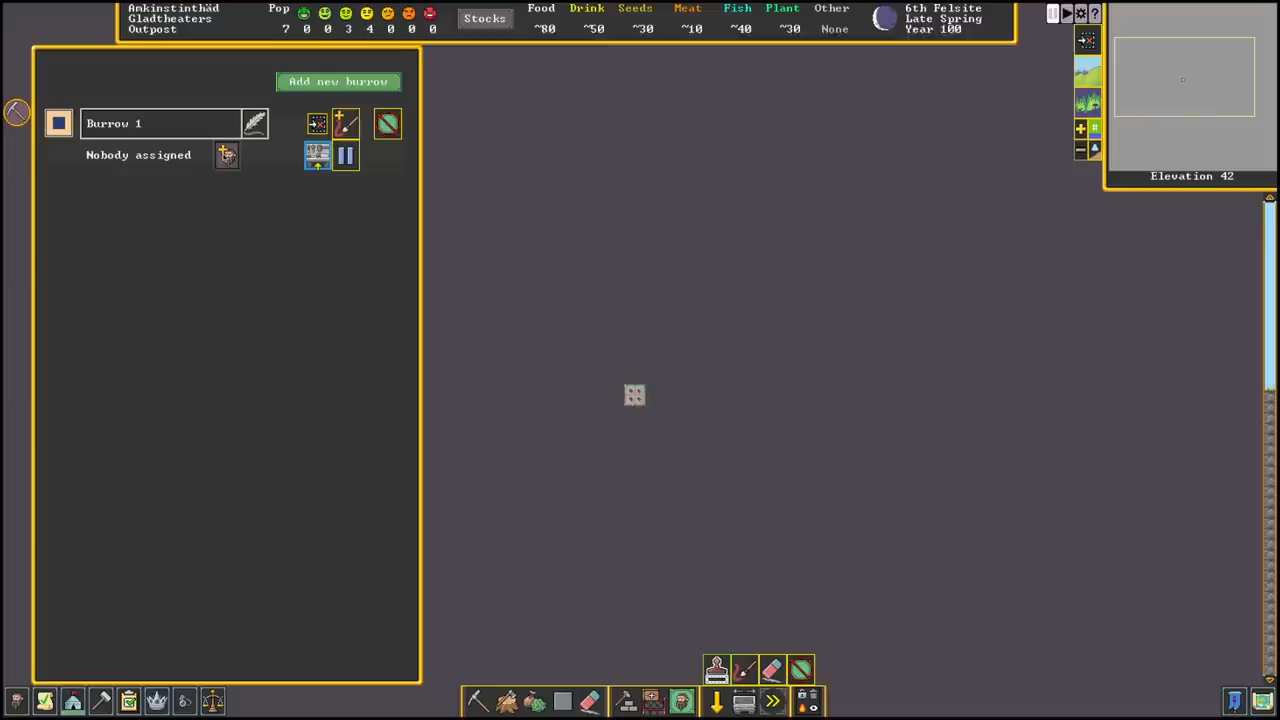 Ankinstinthäd
Gladtheaters
Outpost
Pop
7 0 0 3 4 0 0 0
Stocks
Food Drink Seeds Meat Fish Plant Other
~80 ~50 ~30 ~10 ~40 ~30 None
6th Felsite
Late Spring
Year 100
?
Add new burrow
Burrow 1
Nobody assigned
Elevation 42